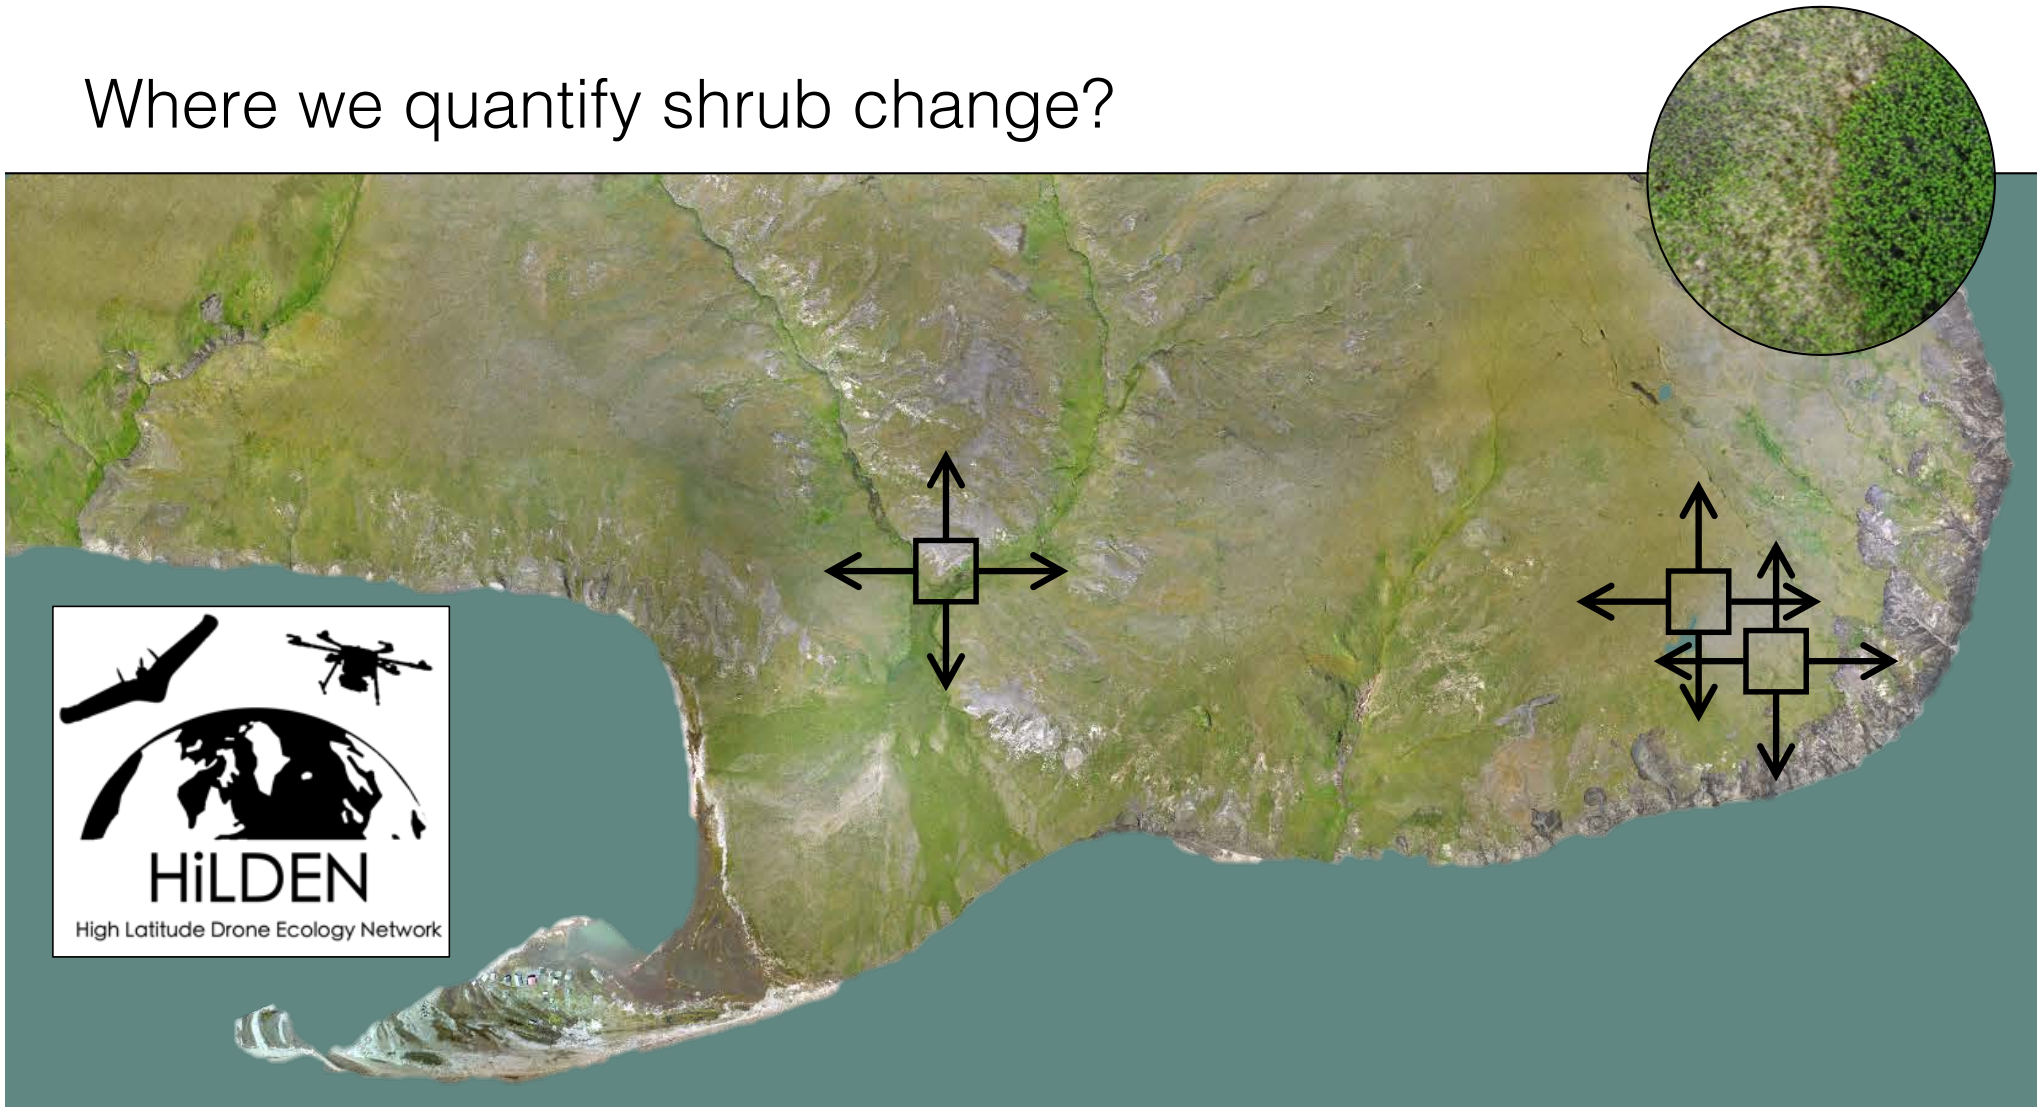 Where we quantify shrub change?
HiLDEN
High Latitude Drone Ecology Network